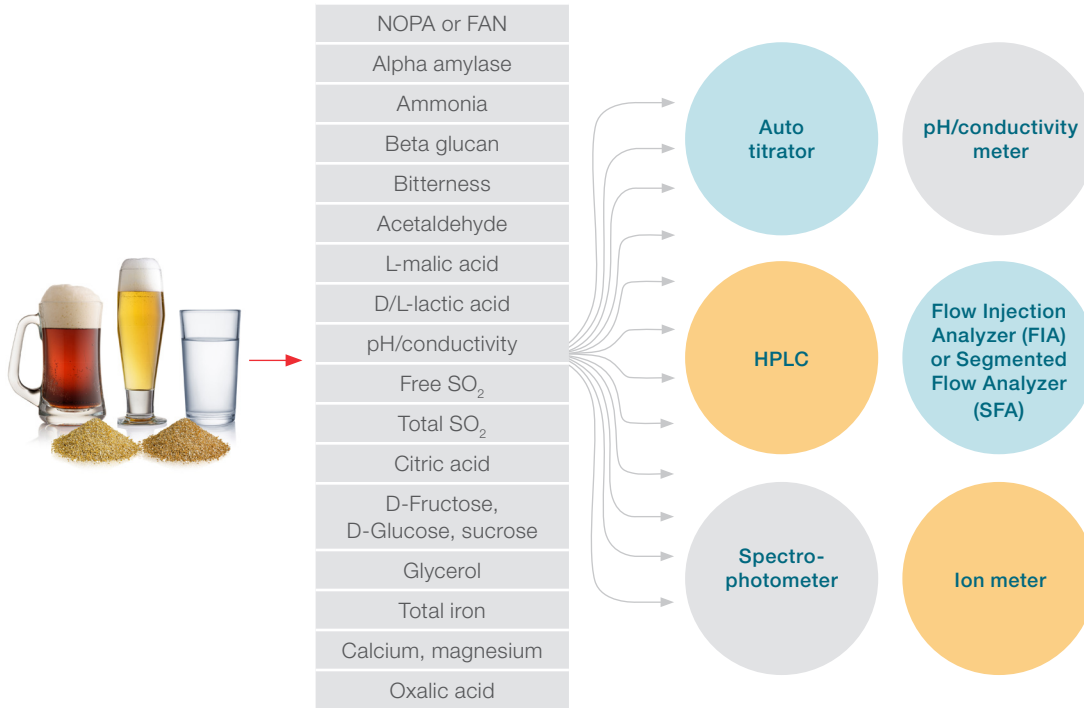 NOPA or FAN
Alpha amylase
Ammonia
Beta glucan
Bitterness
Acetaldehyde
L-malic acid
D/L-lactic acid
pH/conductivity
Free SO₂
Total SO₂
Citric acid
D-Fructose,
D-Glucose, sucrose
Glycerol
Total iron
Calcium, magnesium
Oxalic acid
Auto
titrator
pH/conductivity
meter
HPLC
Flow Injection
Analyzer (FIA)
or Segmented
Flow Analyzer
(SFA)
Spectro-
photometer
Ion meter